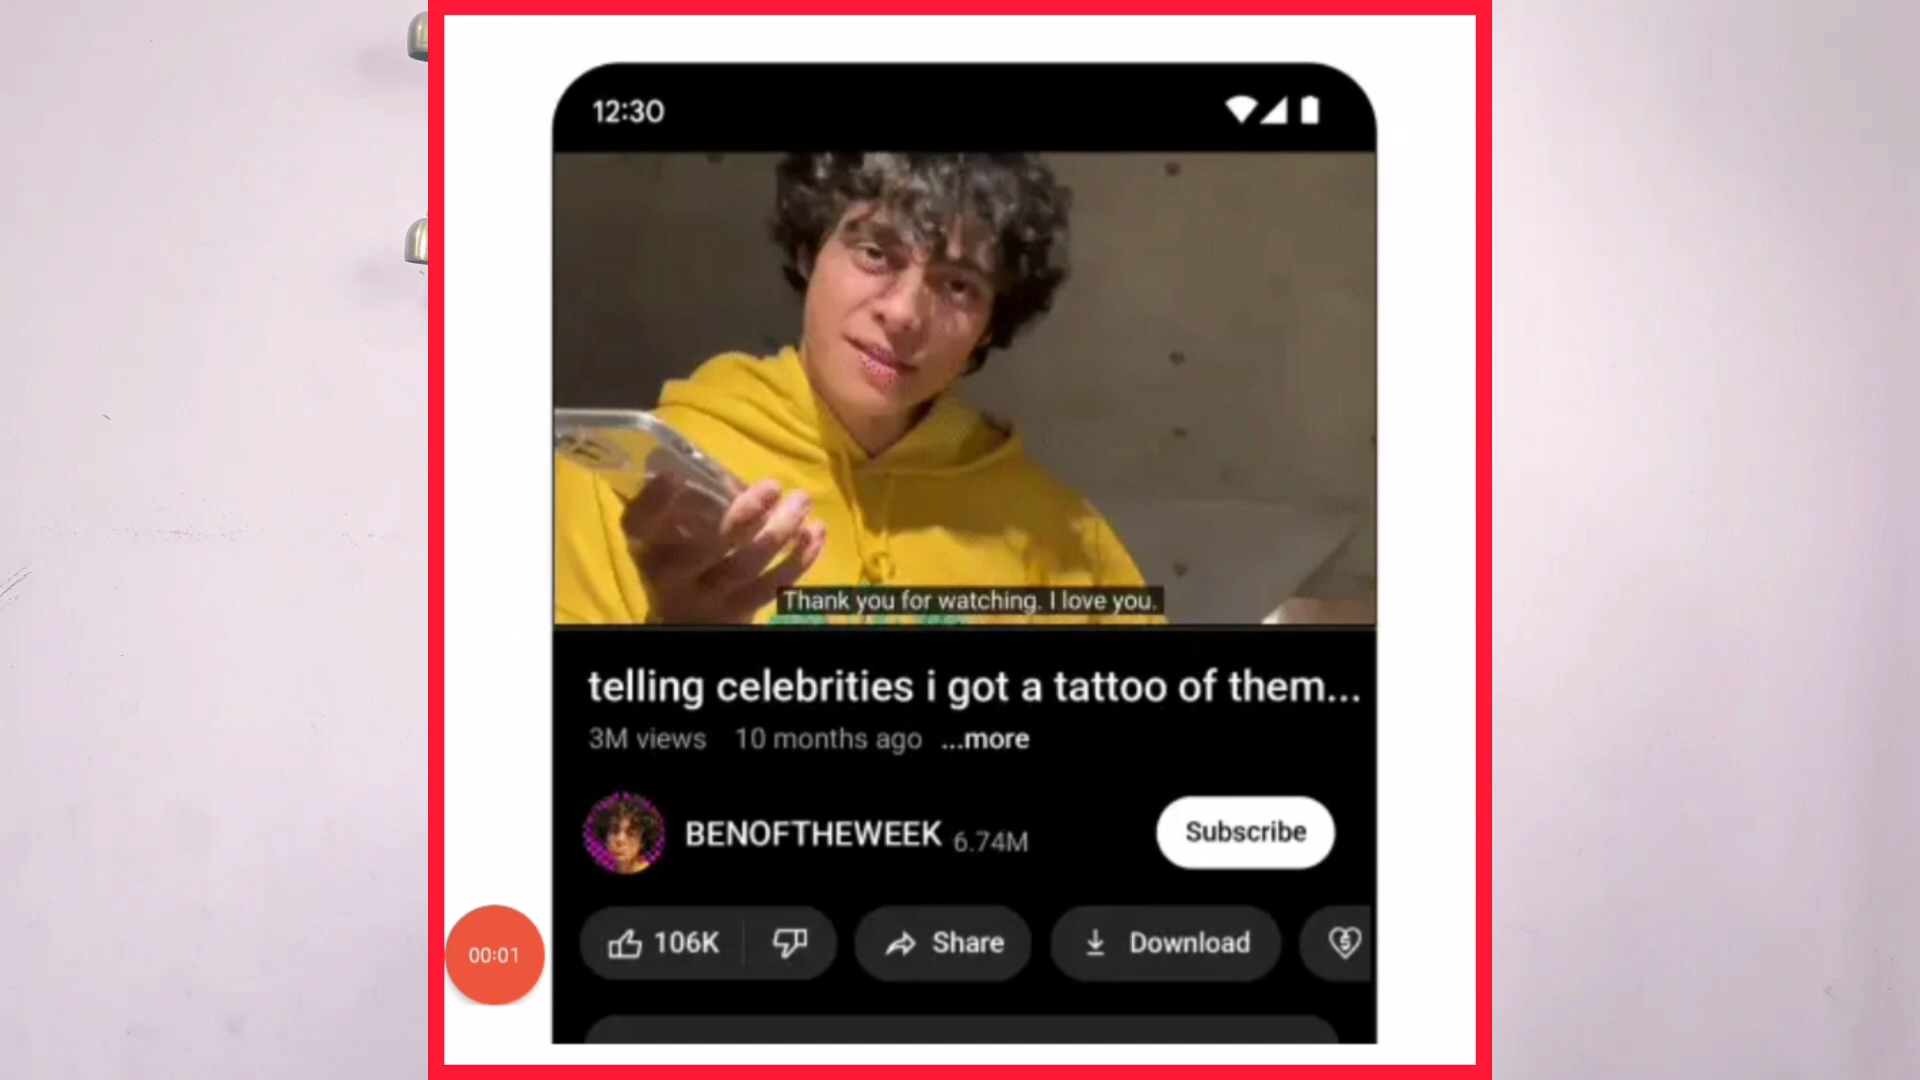 12:30
Thank you for watching. I love you.
telling celebrities i got a tattoo of them...
3M views 10 months ago ...more
BENOFTHEWEEK 6.74M Subscribe
106K Share Download
00:01